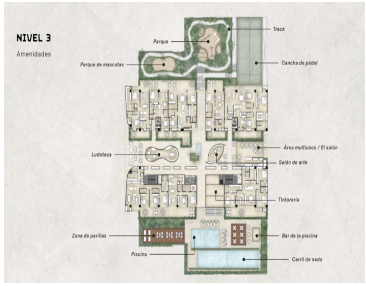 NIVEL 3
Amenidades
Track
Parque
Parque de mascotas
Cancha de pádel
Área multiusos / El salón
Ludoteca
Salón de arte
Tintorería
Zona de parillas
Bar de la piscina
Piscina
Carril de nado